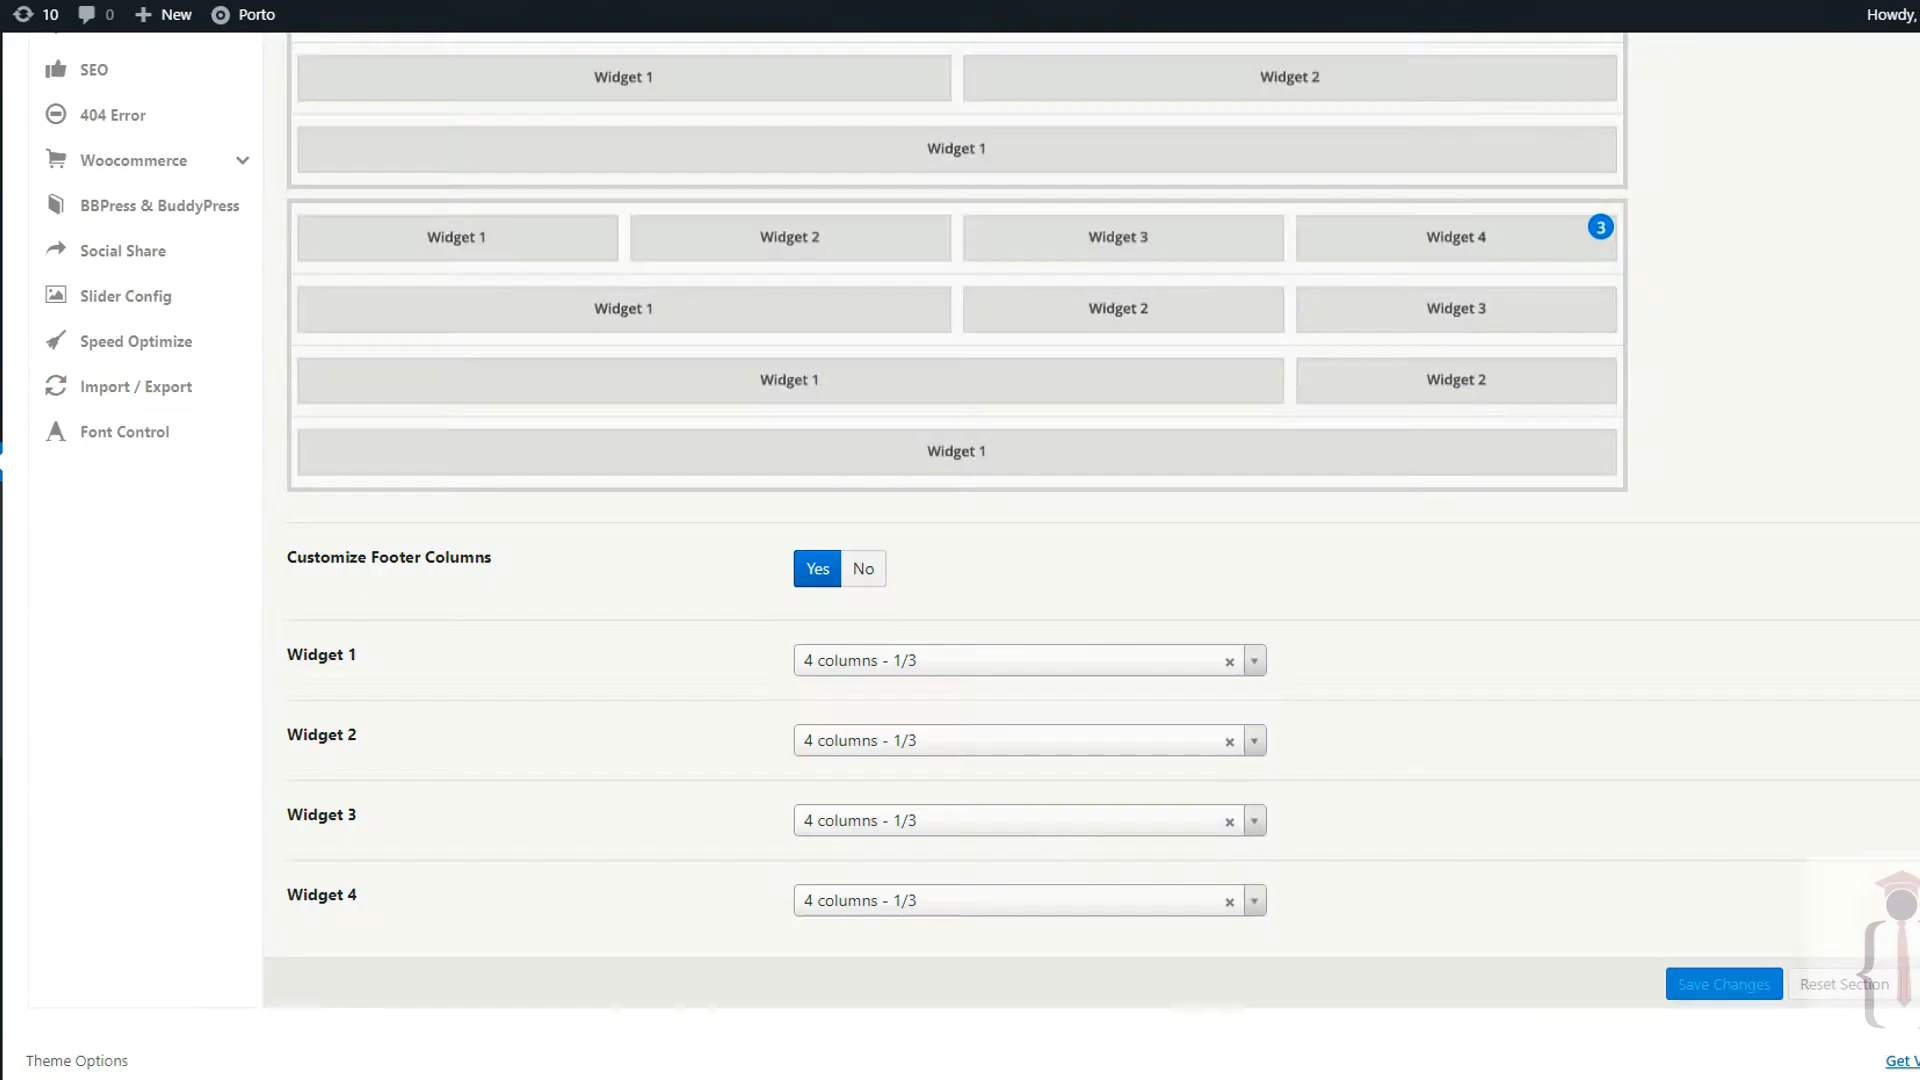 10 0 New Porto Howdy,
SEO
404 Error
Woocommerce
BBPress & BuddyPress
Social Share
Slider Config
Speed Optimize
Import / Export
Font Control
Widget 1 Widget 2
Widget 1
Widget 1 Widget 2 Widget 3 Widget 4 3
Widget 1 Widget 2 Widget 3
Widget 1 Widget 2
Widget 1
Customize Footer Columns Yes No
Widget 1 4 columns - 1/3
Widget 2 4 columns - 1/3
Widget 3 4 columns - 1/3
Widget 4 4 columns - 1/3
Save Changes Reset Section
Theme Options Get V